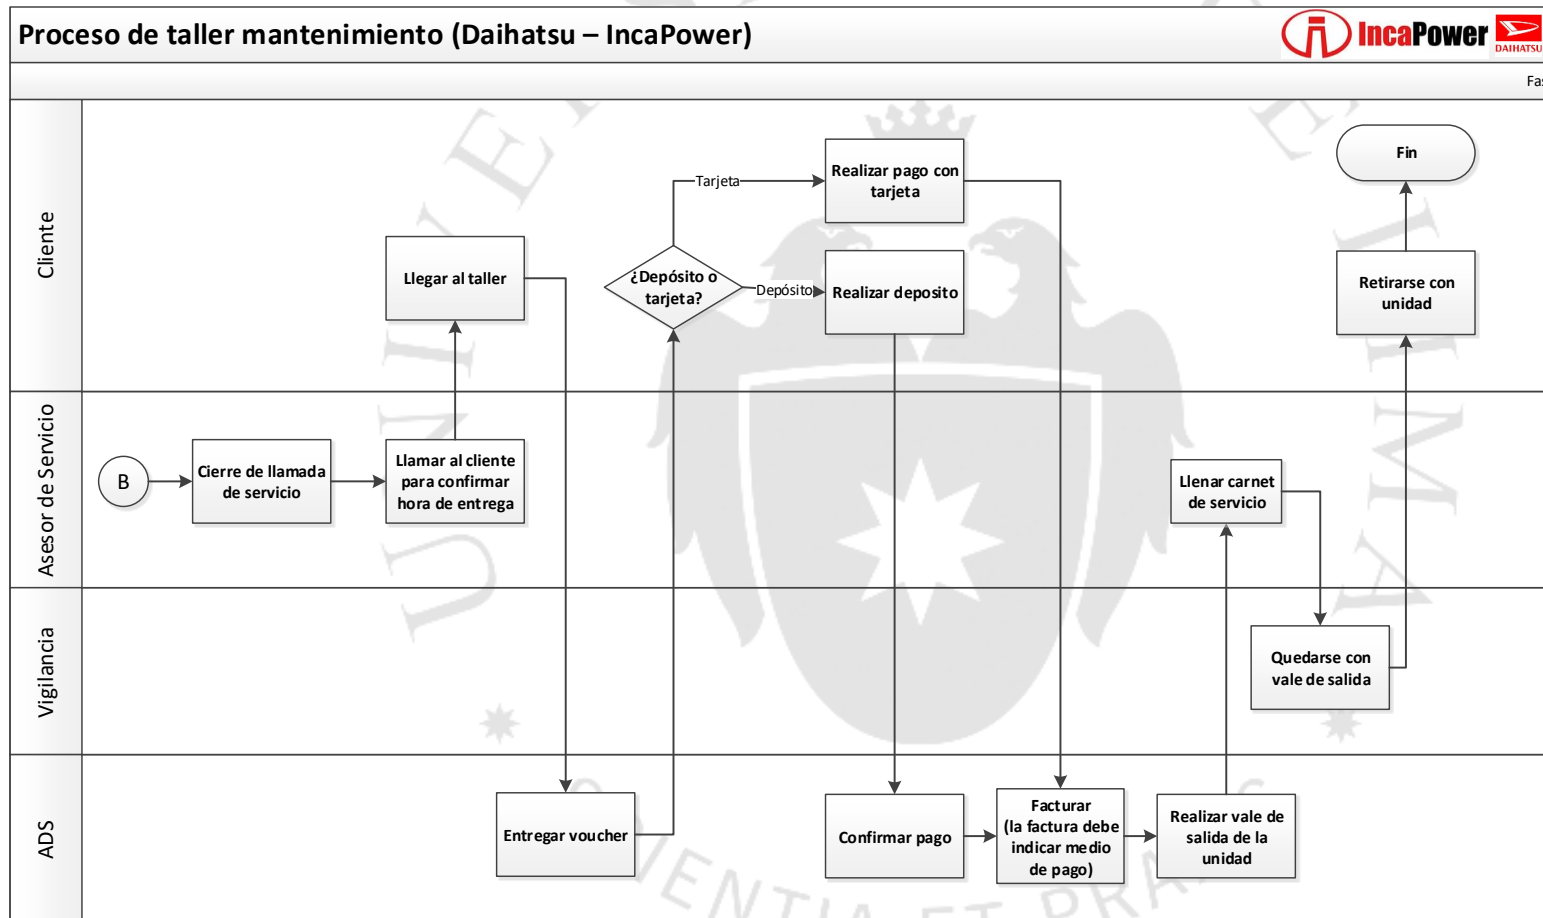 Proceso de taller mantenimiento (Daihatsu – IncaPower)
IncaPower
DAIHATSU
Fas
Cliente
Fin
Realizar pago con
tarjeta
Tarjeta
Llegar al taller
¿Depósito o
tarjeta?
Depósito
Realizar deposito
Retirarse con
unidad
Asesor de Servicio
B
Cierre de llamada
de servicio
Llamar al cliente
para confirmar
hora de entrega
Llenar carnet
de servicio
Vigilancia
Quedarse con
vale de salida
ADS
Entregar voucher
Confirmar pago
Facturar
(la factura debe
indicar medio
de pago)
Realizar vale de
salida de la
unidad